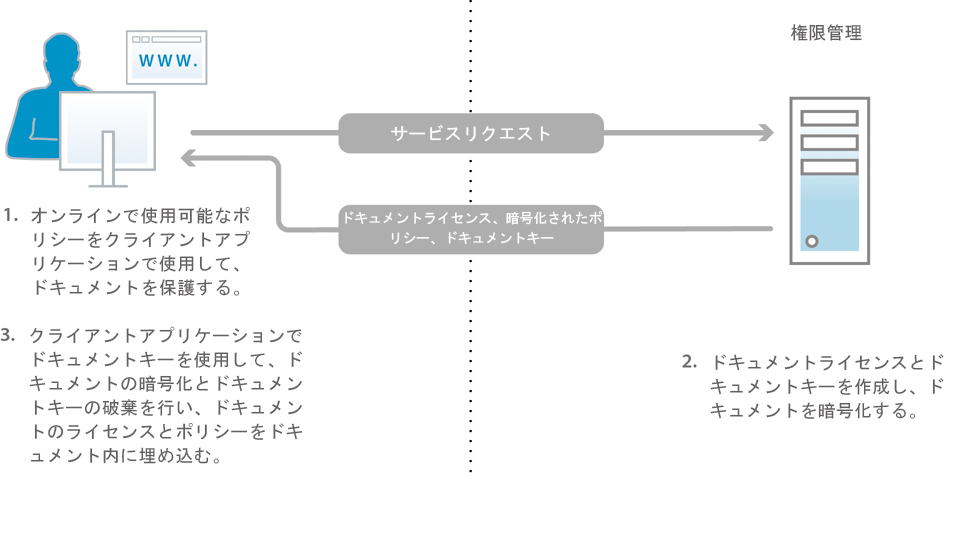 権限管理
WWW.
サービスリクエスト
ドキュメントライセンス、暗号化されたポ
リシー、ドキュメントキー
1. オンラインで使用可能なポ
リシーをクライアントアプ
リケーションで使用して、
ドキュメントを保護する。
3. クライアントアプリケーションで
ドキュメントキーを使用して、ド
キュメントの暗号化とドキュメン
トキーの破棄を行い、ドキュメン
トのライセンスとポリシーをドキ
ュメント内に埋め込む。
2. ドキュメントライセンスとド
キュメントキーを作成し、ド
キュメントを暗号化する。